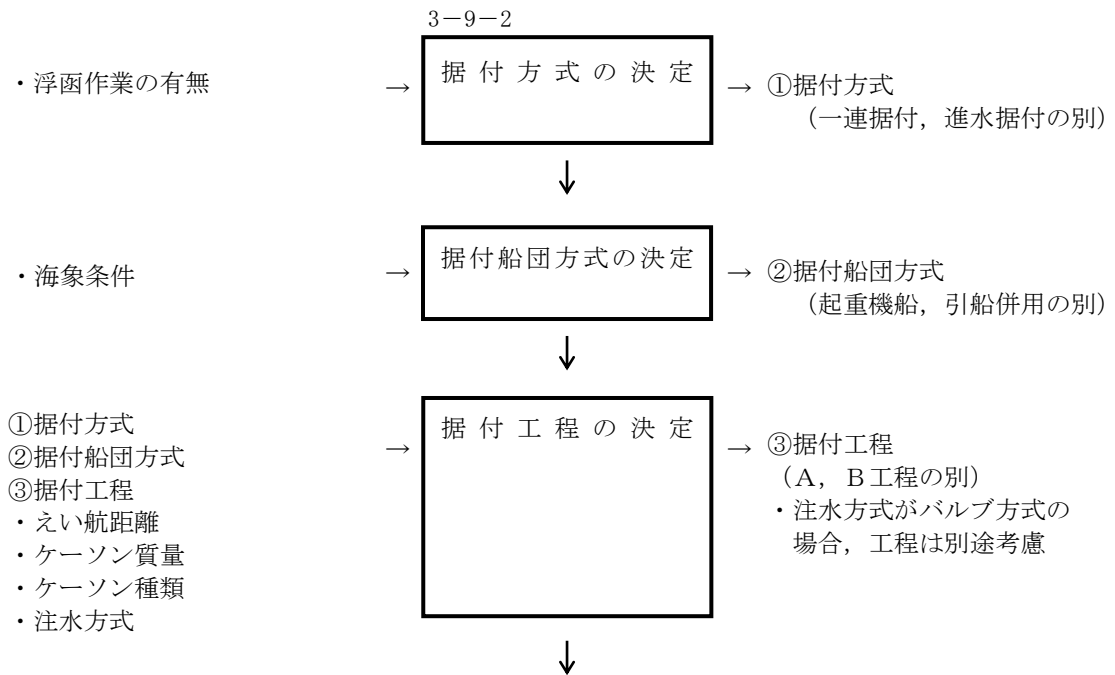 3－9－2
・浮函作業の有無
→
据付方式の決定
→
①据付方式
（一連据付，進水据付の別）
↓
・海象条件
→
据付船団方式の決定
→
②据付船団方式
（起重機船，引船併用の別）
↓
①据付方式
②据付船団方式
③据付工程
・えい航距離
・ケーソン質量
・ケーソン種類
・注水方式
→
据付工程の決定
→
③据付工程
（Ａ，Ｂ工程の別）
・注水方式がバルブ方式の
場合，工程は別途考慮
↓